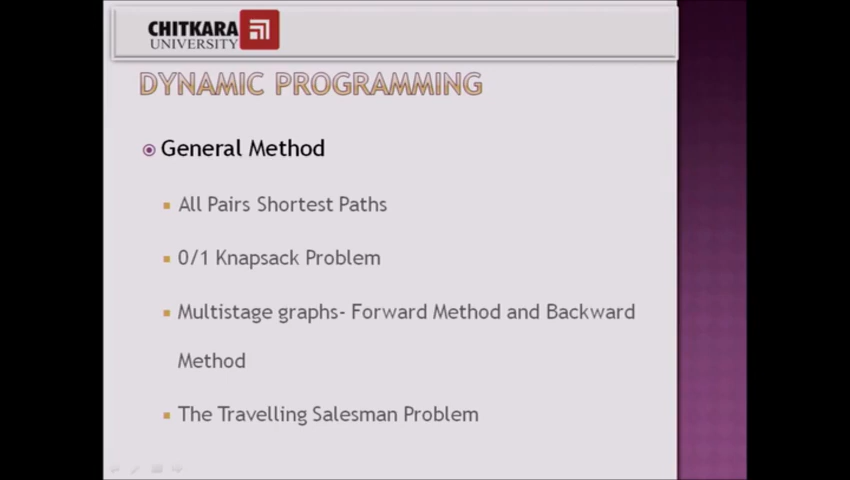 CHITKARA
UNIVERSITY
DYNAMIC PROGRAMMING
General Method
All Pairs Shortest Paths
0/1 Knapsack Problem
Multistage graphs- Forward Method and Backward
Method
The Travelling Salesman Problem